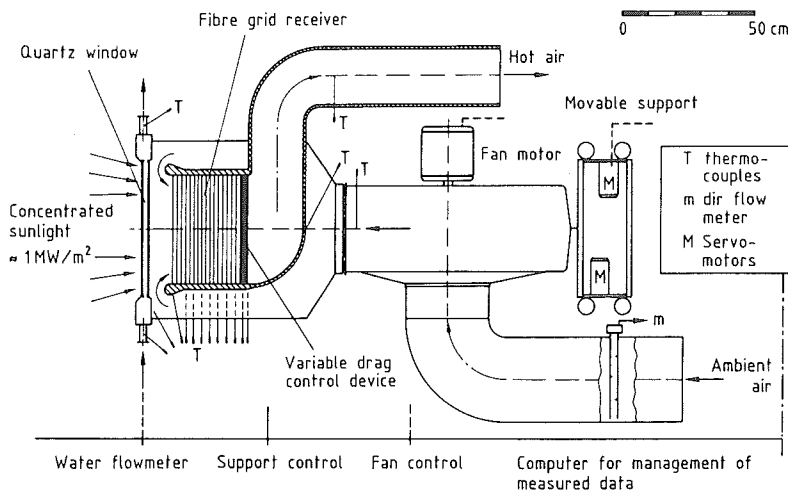 Fibre grid receiver
0 50 cm
Quartz window
Hot air
T
T
Movable support
Fan motor
T
T
T thermo-
couples
m dir flow
meter
M Servo-
motors
M
M
Concentrated
sunlight
≈ 1MW/m²
m
T
Variable drag
control device
Ambient
air
Water flowmeter
Support control
Fan control
Computer for management of
measured data